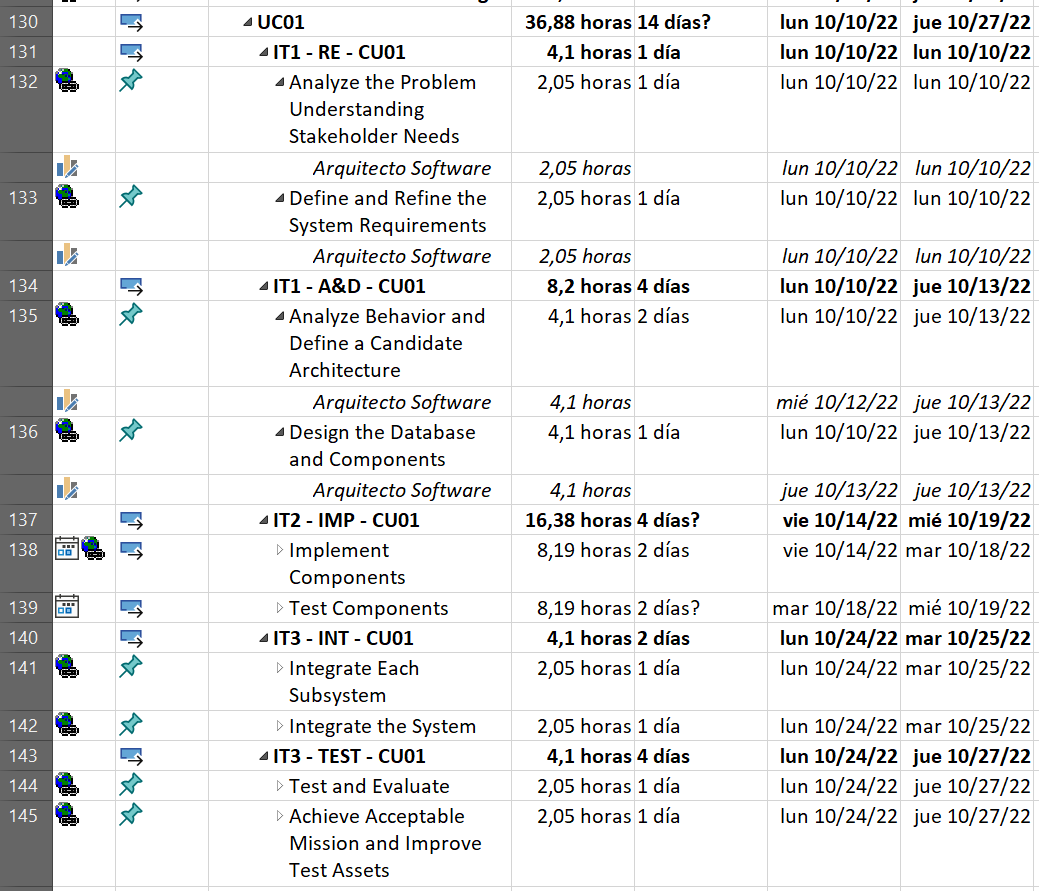 130 UC01 36,88 horas 14 días? lun 10/10/22 jue 10/27/22
131 IT1 - RE - CU01 4,1 horas 1 día lun 10/10/22 lun 10/10/22
132 Analyze the Problem 2,05 horas 1 día lun 10/10/22 lun 10/10/22
Understanding
Stakeholder Needs
Arquitecto Software 2,05 horas lun 10/10/22 lun 10/10/22
133 Define and Refine the 2,05 horas 1 día lun 10/10/22 lun 10/10/22
System Requirements
Arquitecto Software 2,05 horas lun 10/10/22 lun 10/10/22
134 IT1 - A&D - CU01 8,2 horas 4 días lun 10/10/22 jue 10/13/22
135 Analyze Behavior and 4,1 horas 2 días lun 10/10/22 jue 10/13/22
Define a Candidate
Architecture
Arquitecto Software 4,1 horas mié 10/12/22 jue 10/13/22
136 Design the Database 4,1 horas 1 día lun 10/10/22 jue 10/13/22
and Components
Arquitecto Software 4,1 horas jue 10/13/22 jue 10/13/22
137 IT2 - IMP - CU01 16,38 horas 4 días? vie 10/14/22 mié 10/19/22
138 Implement 8,19 horas 2 días vie 10/14/22 mar 10/18/22
Components
139 Test Components 8,19 horas 2 días? mar 10/18/22 mié 10/19/22
140 IT3 - INT - CU01 4,1 horas 2 días lun 10/24/22 mar 10/25/22
141 Integrate Each 2,05 horas 1 día lun 10/24/22 mar 10/25/22
Subsystem
142 Integrate the System 2,05 horas 1 día lun 10/24/22 mar 10/25/22
143 IT3 - TEST - CU01 4,1 horas 4 días lun 10/24/22 jue 10/27/22
144 Test and Evaluate 2,05 horas 1 día lun 10/24/22 jue 10/27/22
145 Achieve Acceptable 2,05 horas 1 día lun 10/24/22 jue 10/27/22
Mission and Improve
Test Assets